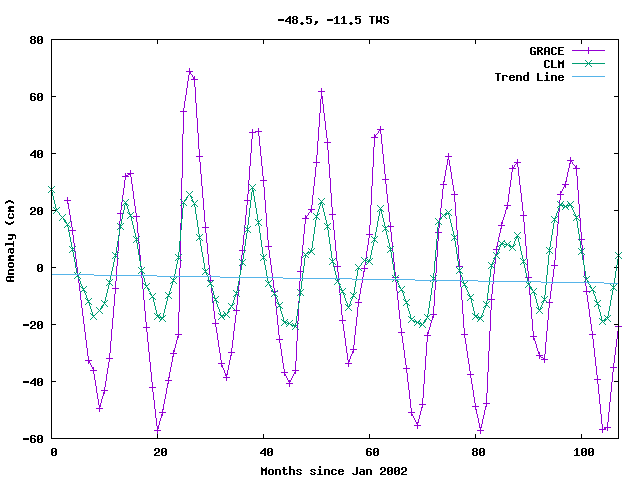 -48.5, -11.5 TWS
GRACE
CLM
Trend Line
Anomaly (cm)
80
60
40
20
0
-20
-40
-60
0 20 40 60 80 100
Months since Jan 2002